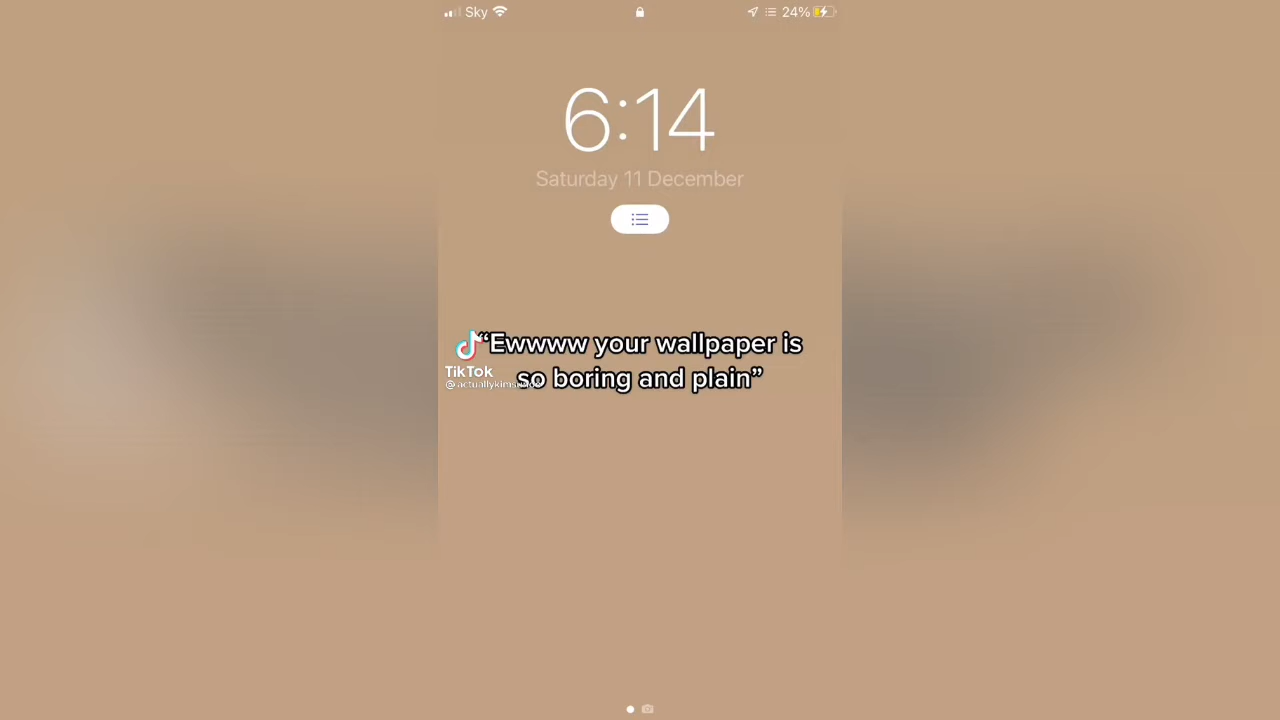 Sky
24%
6:14
Saturday 11 December
“Ewwww your wallpaper is
so boring and plain”
TikTok